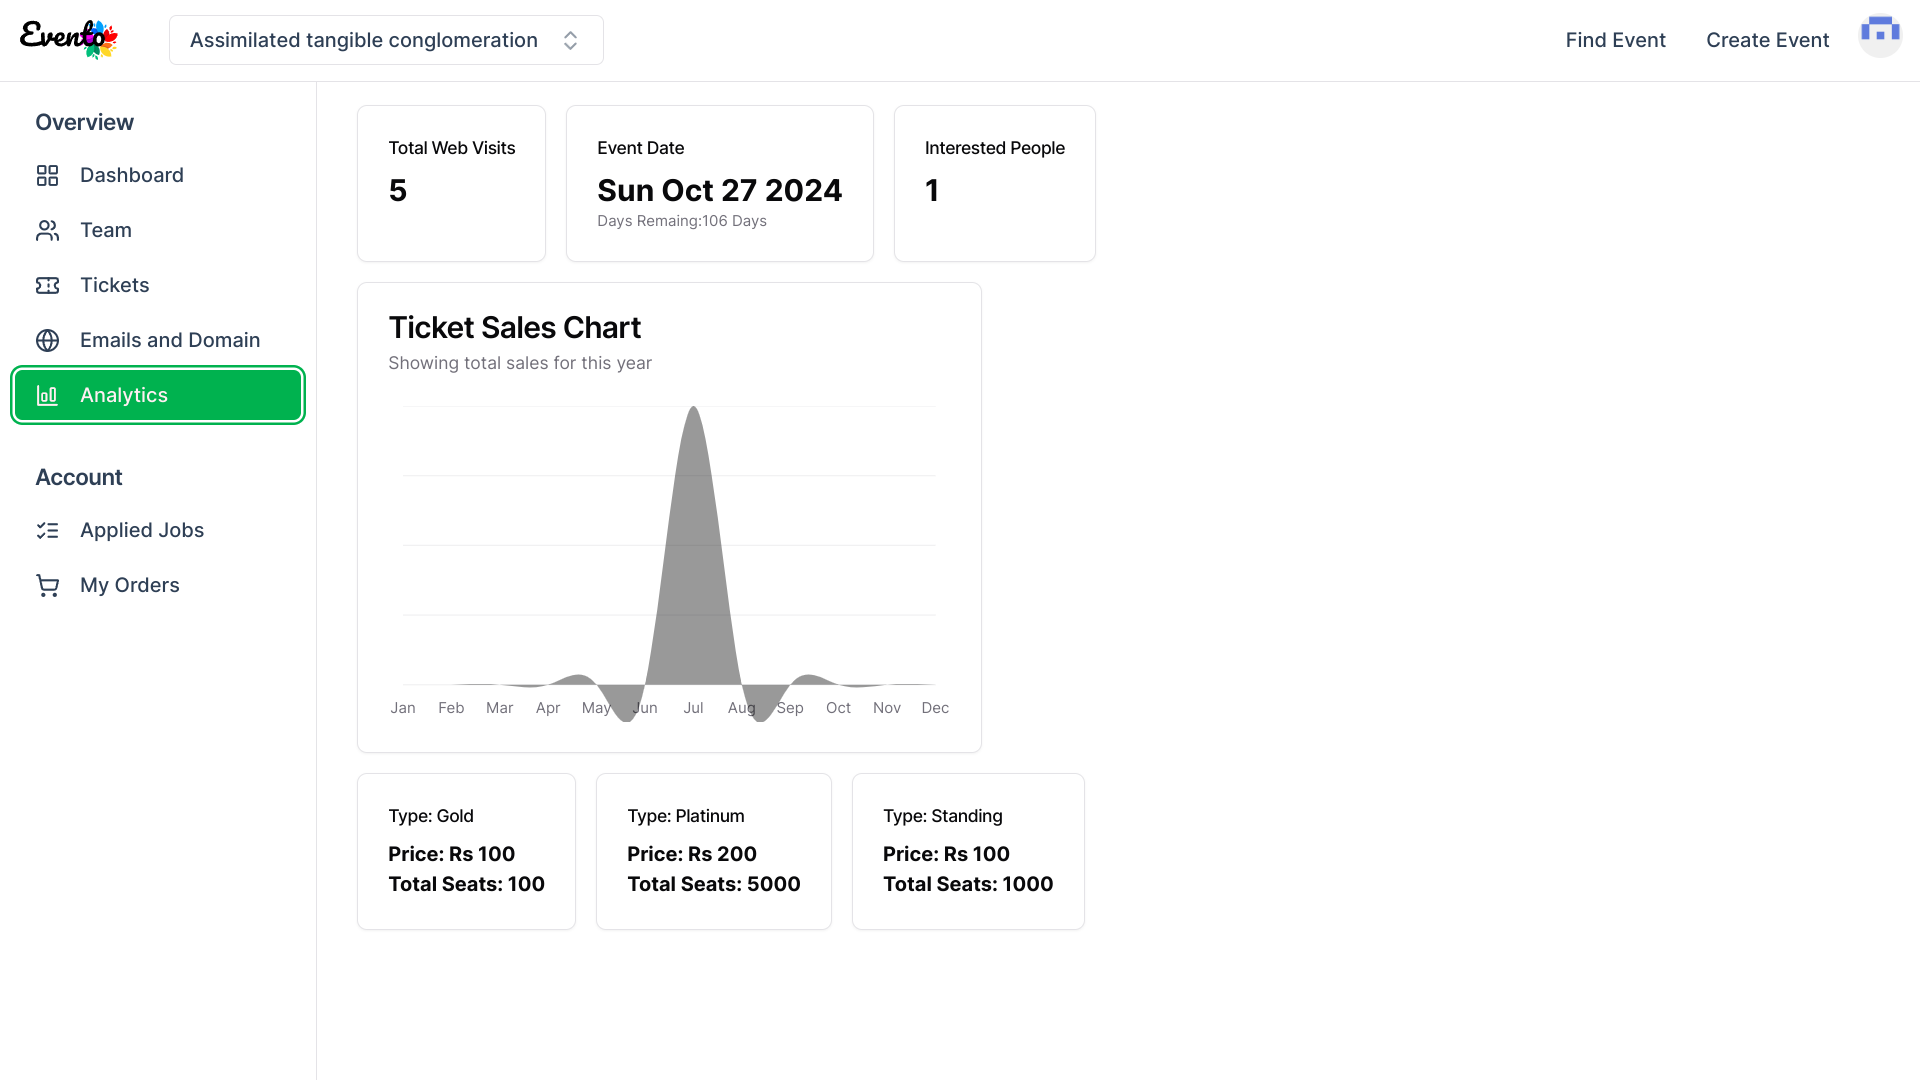 Evento
Assimilated tangible conglomeration
Find Event
Create Event
Overview
Dashboard
Team
Tickets
Emails and Domain
Analytics
Account
Applied Jobs
My Orders
Total Web Visits
5
Event Date
Sun Oct 27 2024
Days Remaing:106 Days
Interested People
1
Ticket Sales Chart
Showing total sales for this year
Jan Feb Mar Apr May Jun Jul Aug Sep Oct Nov Dec
Type: Gold
Price: Rs 100
Total Seats: 100
Type: Platinum
Price: Rs 200
Total Seats: 5000
Type: Standing
Price: Rs 100
Total Seats: 1000